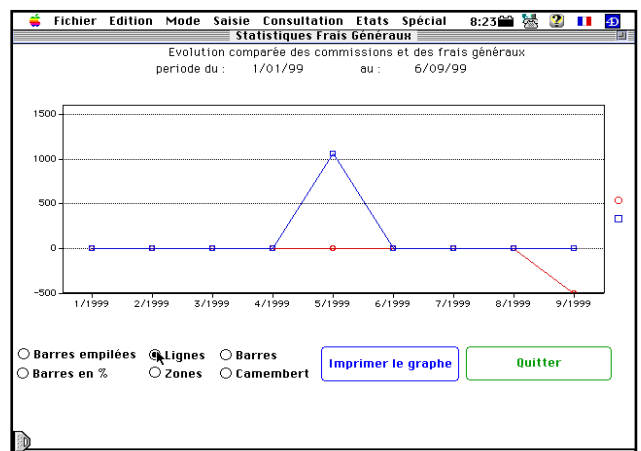 Fichier Edition Mode Saisie Consultation Etats Spécial 8:23
Statistiques Frais Généraux
Evolution comparée des commissions et des frais généraux
periode du : 1/01/99 au : 6/09/99
1500
1000
500
0
-500
1/1999 2/1999 3/1999 4/1999 5/1999 6/1999 7/1999 8/1999 9/1999
Barres empilées Lignes Barres
Barres en % Zones Camembert
Imprimer le graphe
Quitter